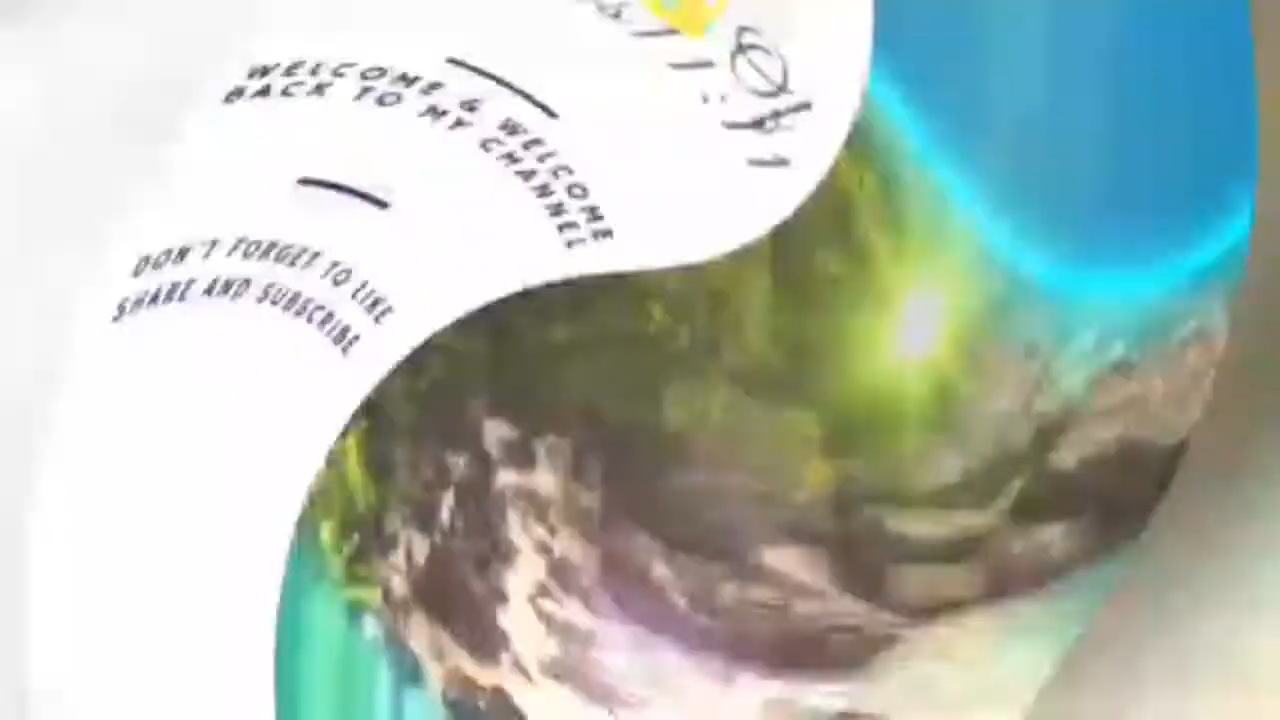 WELCOME & WELCOME
BACK TO MY CHANNEL
DON'T FORGET TO LIKE
SHARE AND SUBSCRIBE